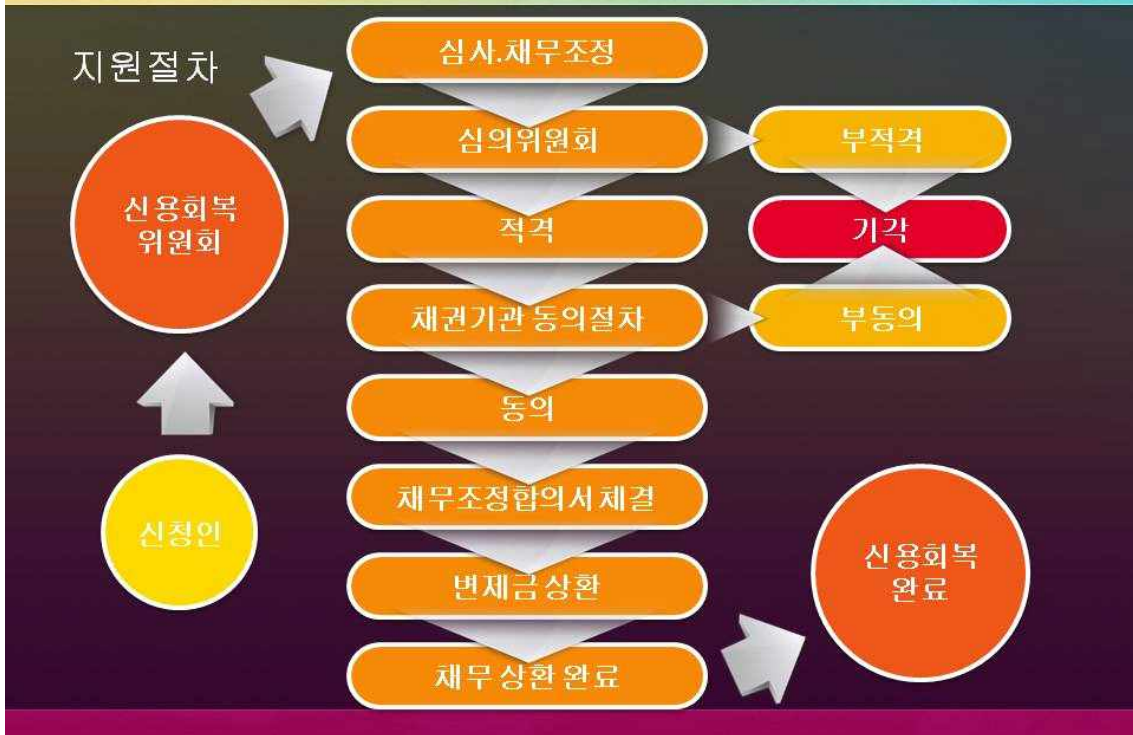 지원절차
신용회복
위원회
신청인
심사.채무조정
심의위원회
부적격
적격
기각
채권기관 동의절차
부동의
동의
채무조정합의서 체결
변제금 상환
채무 상환 완료
신용회복
완료